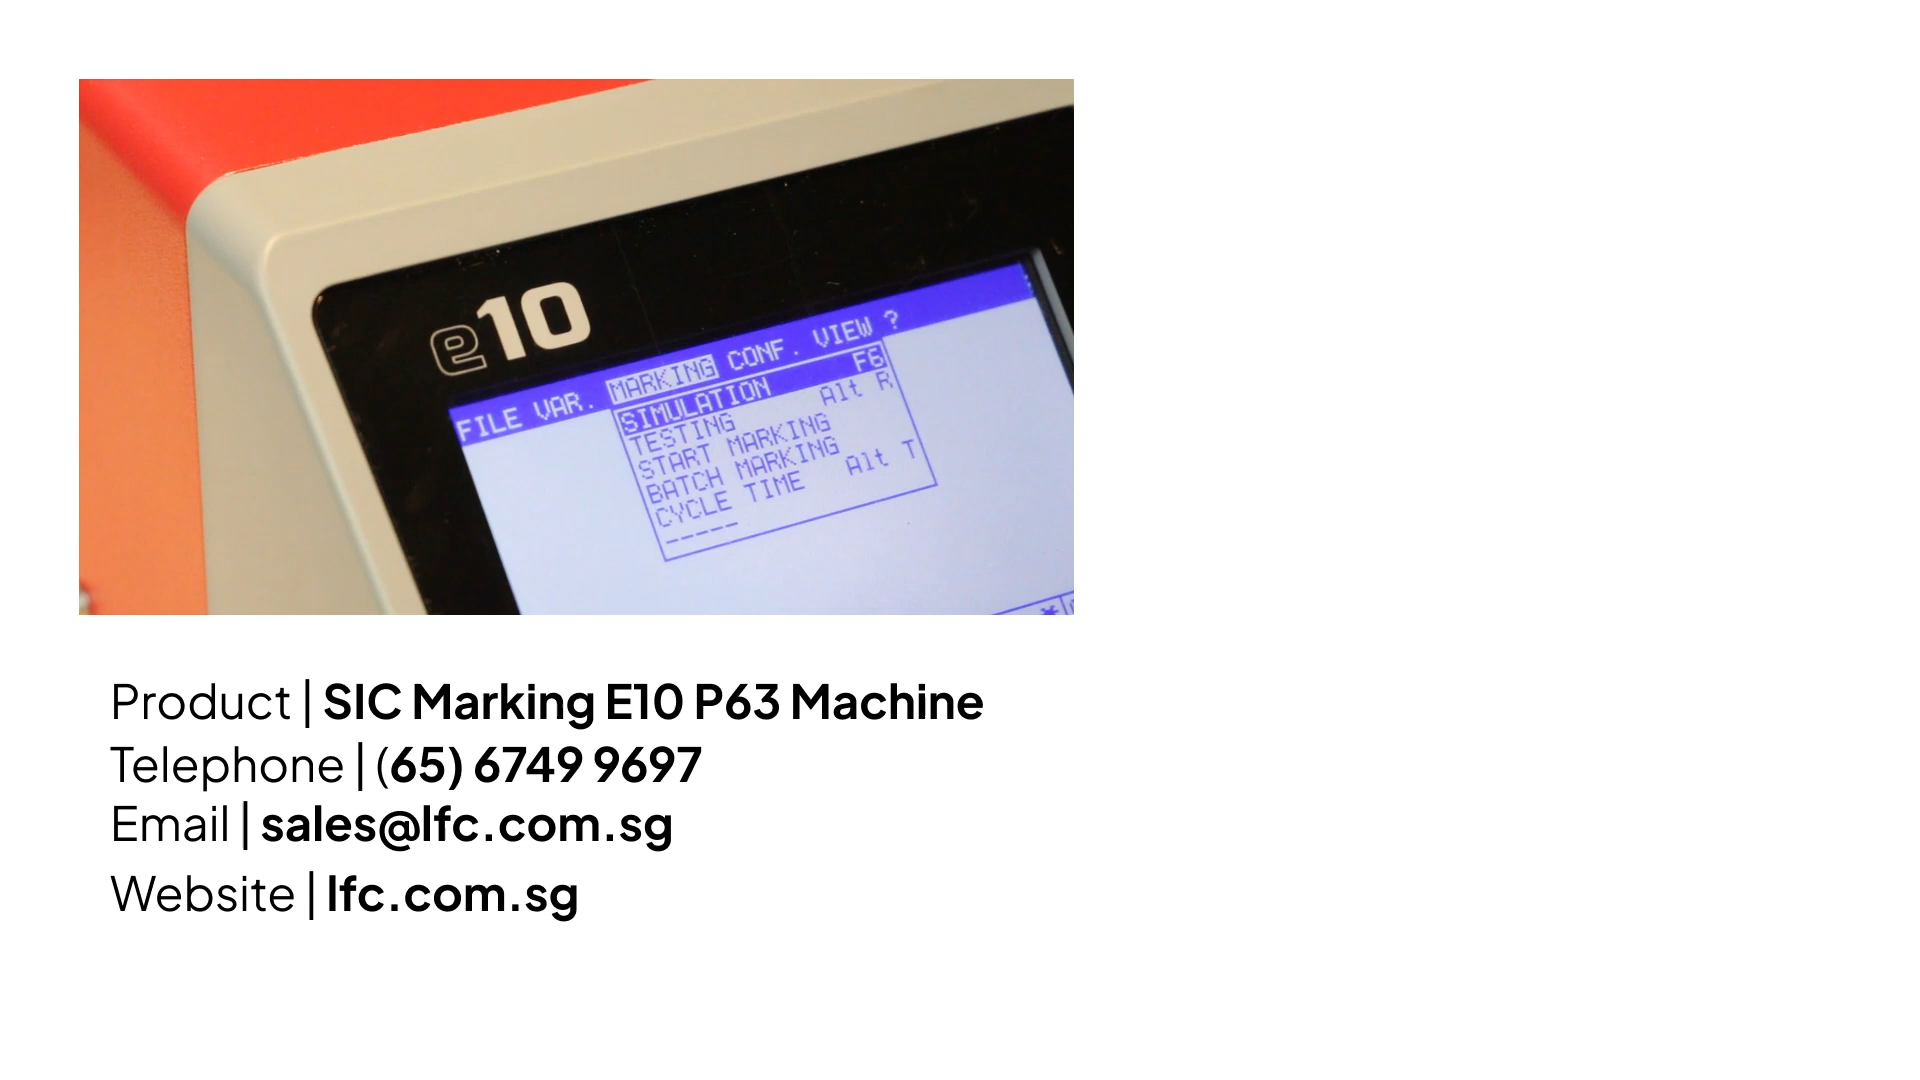 e10
FILE VAR. MARKING CONF. VIEW ?
SIMULATION F6
TESTING Alt R
START MARKING
BATCH MARKING
CYCLE TIME Alt T
-----
Product | SIC Marking E10 P63 Machine
Telephone | (65) 6749 9697
Email | sales@lfc.com.sg
Website | lfc.com.sg